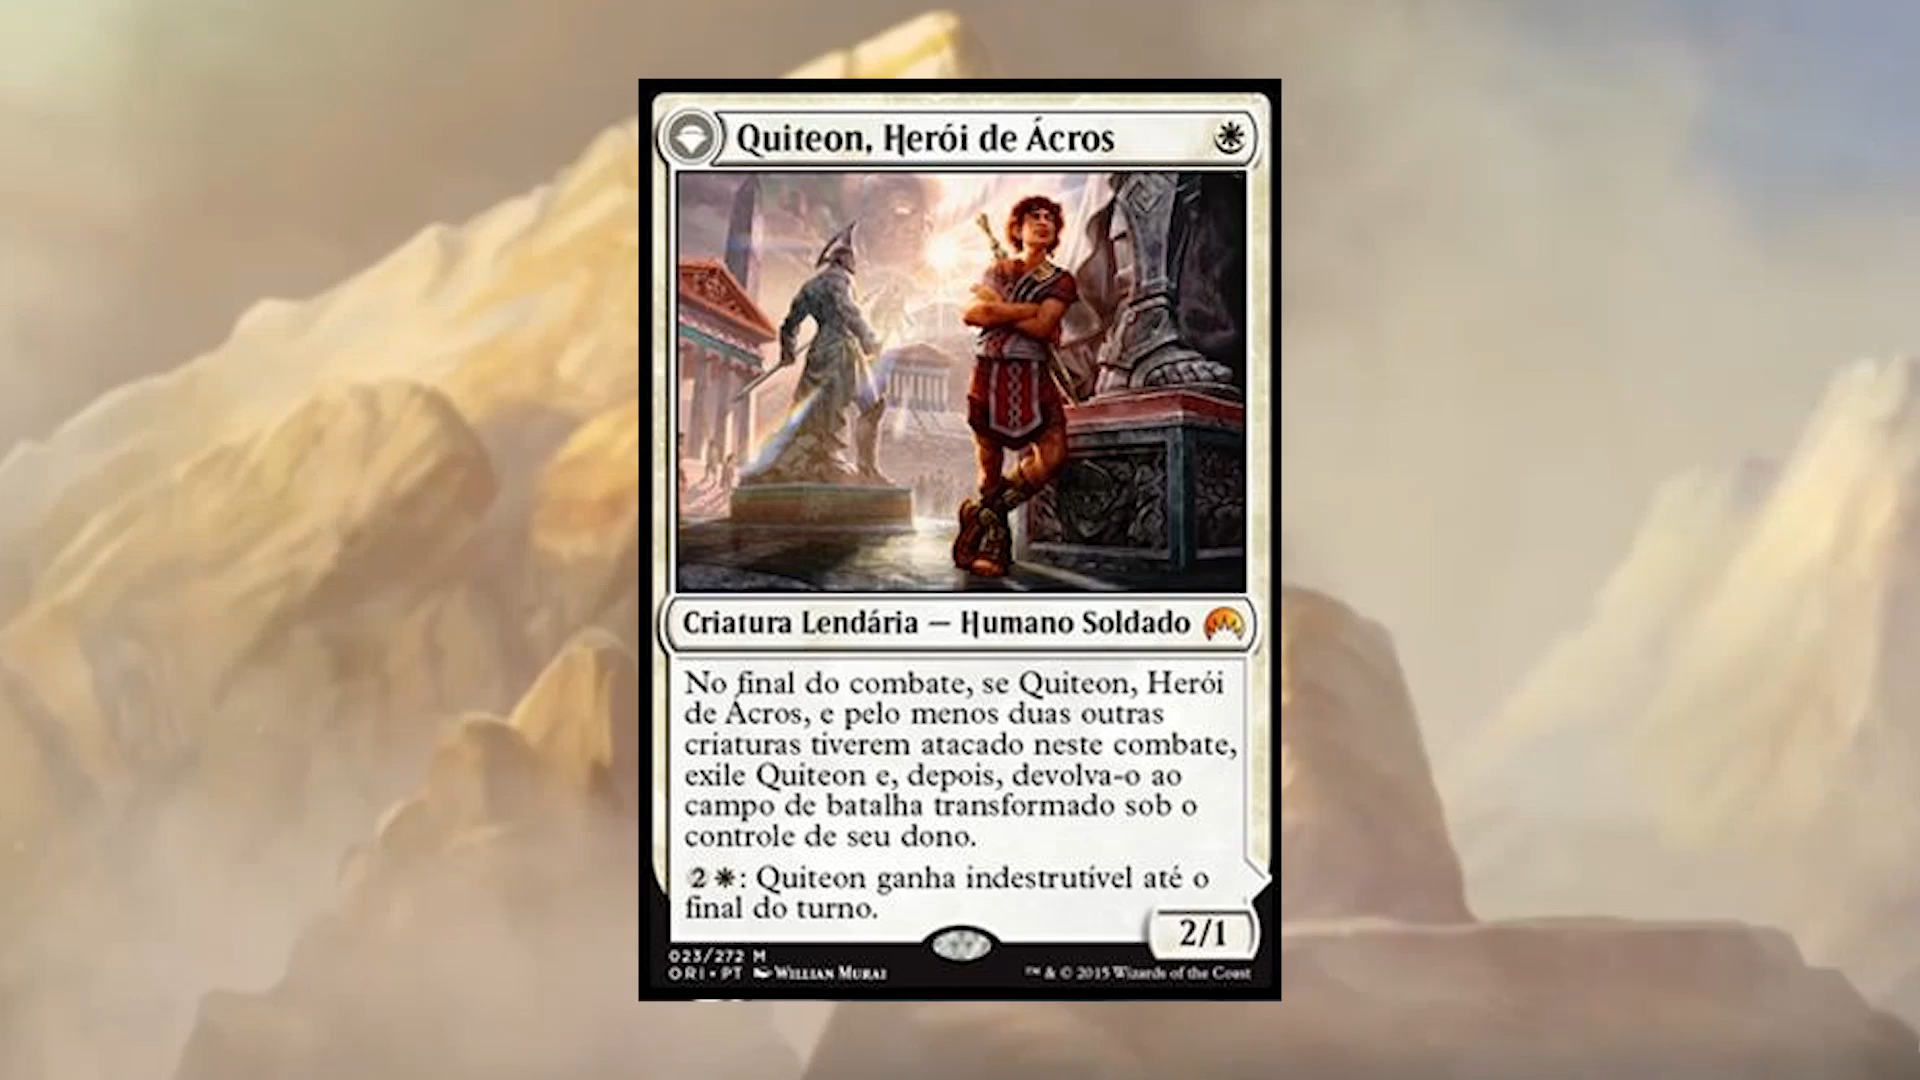 Quiteon, Herói de Ácros
Criatura Lendária — Humano Soldado
No final do combate, se Quiteon, Herói
de Ácros, e pelo menos duas outras
criaturas tiverem atacado neste combate,
exile Quiteon e, depois, devolva-o ao
campo de batalha transformado sob o
controle de seu dono.
2: Quiteon ganha indestrutível até o
final do turno.
2/1
023/272 M
ORI • PT WILLIAN MURAI
™ & © 2015 Wizards of the Coast